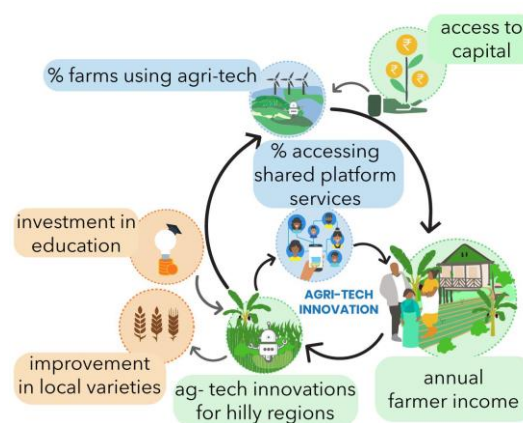 access to
capital
% farms using agri-tech
% accessing
shared platform
services
investment in
education
AGRI-TECH
INNOVATION
improvement
in local varieties
ag- tech innovations
for hilly regions
annual
farmer income
₹
₹
₹
₹